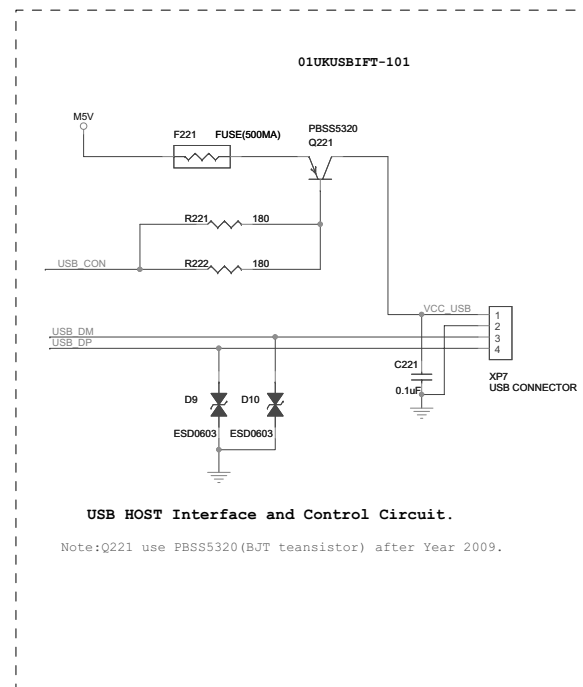 01UKUSBIFT-101
M5V
F221 FUSE(500MA)
PBSS5320
Q221
R221 180
USB_CON
R222 180
VCC_USB
1
2
3
4
USB_DM
USB_DP
C221
0.1uF
XP7
USB CONNECTOR
D9 D10
ESD0603 ESD0603
USB HOST Interface and Control Circuit.
Note:Q221 use PBSS5320(BJT teansistor) after Year 2009.